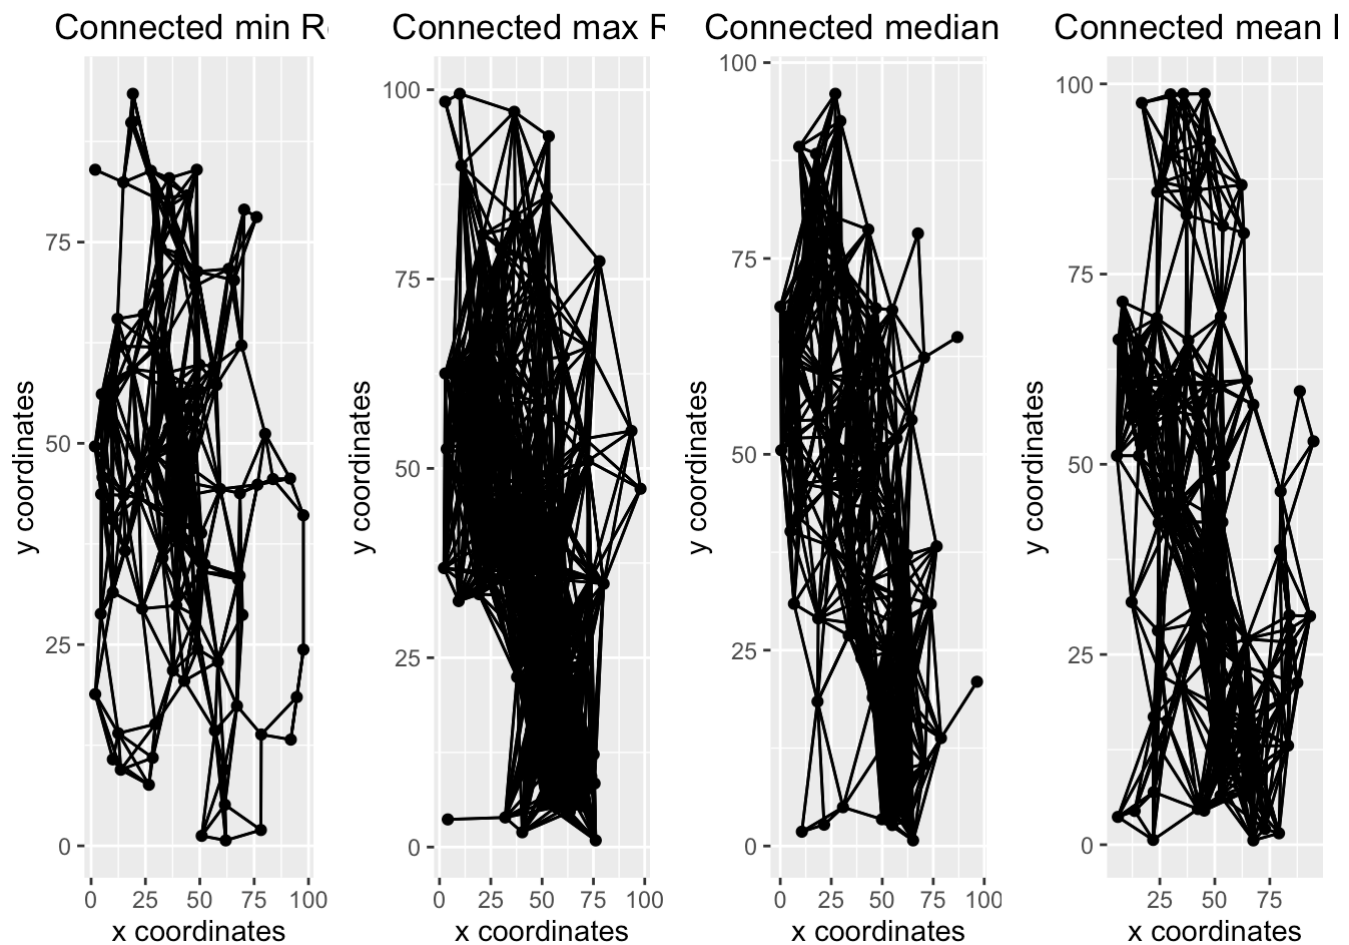 Connected min R
Connected max R
Connected median
Connected mean
y coordinates
75
50
25
0
0 25 50 75 100
x coordinates
y coordinates
100
75
50
25
0
0 25 50 75 100
x coordinates
y coordinates
100
75
50
25
0
0 25 50 75 100
x coordinates
y coordinates
100
75
50
25
0
25 50 75
x coordinates